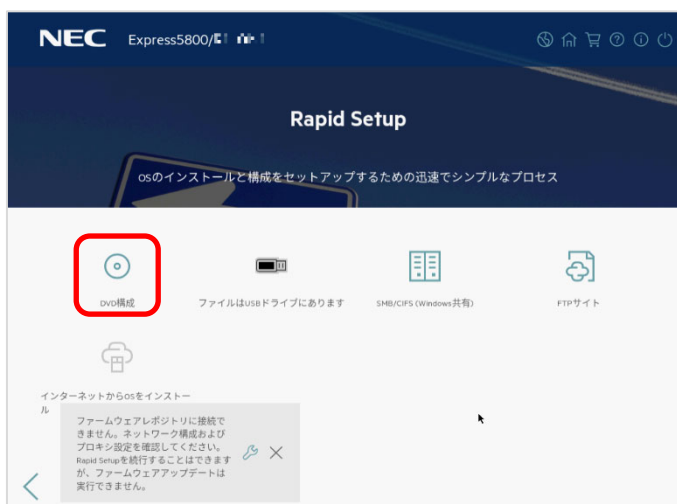 NEC Express5800/
Rapid Setup
osのインストールと構成をセットアップするための迅速でシンプルなプロセス
DVD構成
ファイルはUSBドライブにあります
SMB/CIFS (Windows共有)
FTPサイト
インターネットからosをインストー
ル
ファームウェアレポジトリに接続で
きません。ネットワーク構成および
プロキシ設定を確認してください。
Rapid Setupを続行することはできます
が、ファームウェアアップデートは
実行できません。